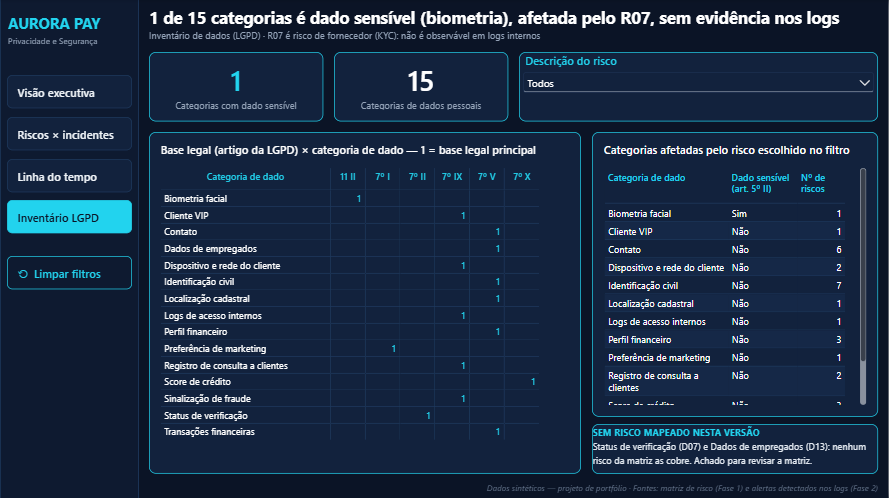 AURORA PAY
Privacidade e Segurança
Visão executiva
Riscos × incidentes
Linha do tempo
Inventário LGPD
Limpar filtros
1 de 15 categorias é dado sensível (biometria), afetada pelo R07, sem evidência nos logs
Inventário de dados (LGPD) · R07 é risco de fornecedor (KYC): não é observável em logs internos
1
Categorias com dado sensível
15
Categorias de dados pessoais
Descrição do risco
Todos
Base legal (artigo da LGPD) × categoria de dado — 1 = base legal principal
Categoria de dado 11 II 7º I 7º II 7º IX 7º V 7º X
Biometria facial 1
Cliente VIP 1
Contato 1
Dados de empregados 1
Dispositivo e rede do cliente 1
Identificação civil 1
Localização cadastral 1
Logs de acesso internos 1
Perfil financeiro 1
Preferência de marketing 1
Registro de consulta a clientes 1
Score de crédito 1
Sinalização de fraude 1
Status de verificação 1
Transações financeiras 1
Categorias afetadas pelo risco escolhido no filtro
Categoria de dado Dado sensível Nº de
(art. 5º II) riscos
Biometria facial Sim 1
Cliente VIP Não 1
Contato Não 6
Dispositivo e rede do cliente Não 2
Identificação civil Não 7
Localização cadastral Não 1
Logs de acesso internos Não 1
Perfil financeiro Não 3
Preferência de marketing Não 1
Registro de consulta a Não 2
clientes
SEM RISCO MAPEADO NESTA VERSÃO
Status de verificação (D07) e Dados de empregados (D13): nenhum
risco da matriz as cobre. Achado para revisar a matriz.
Dados sintéticos — projeto de portfólio · Fontes: matriz de risco (Fase 1) e alertas detectados nos logs (Fase 2)